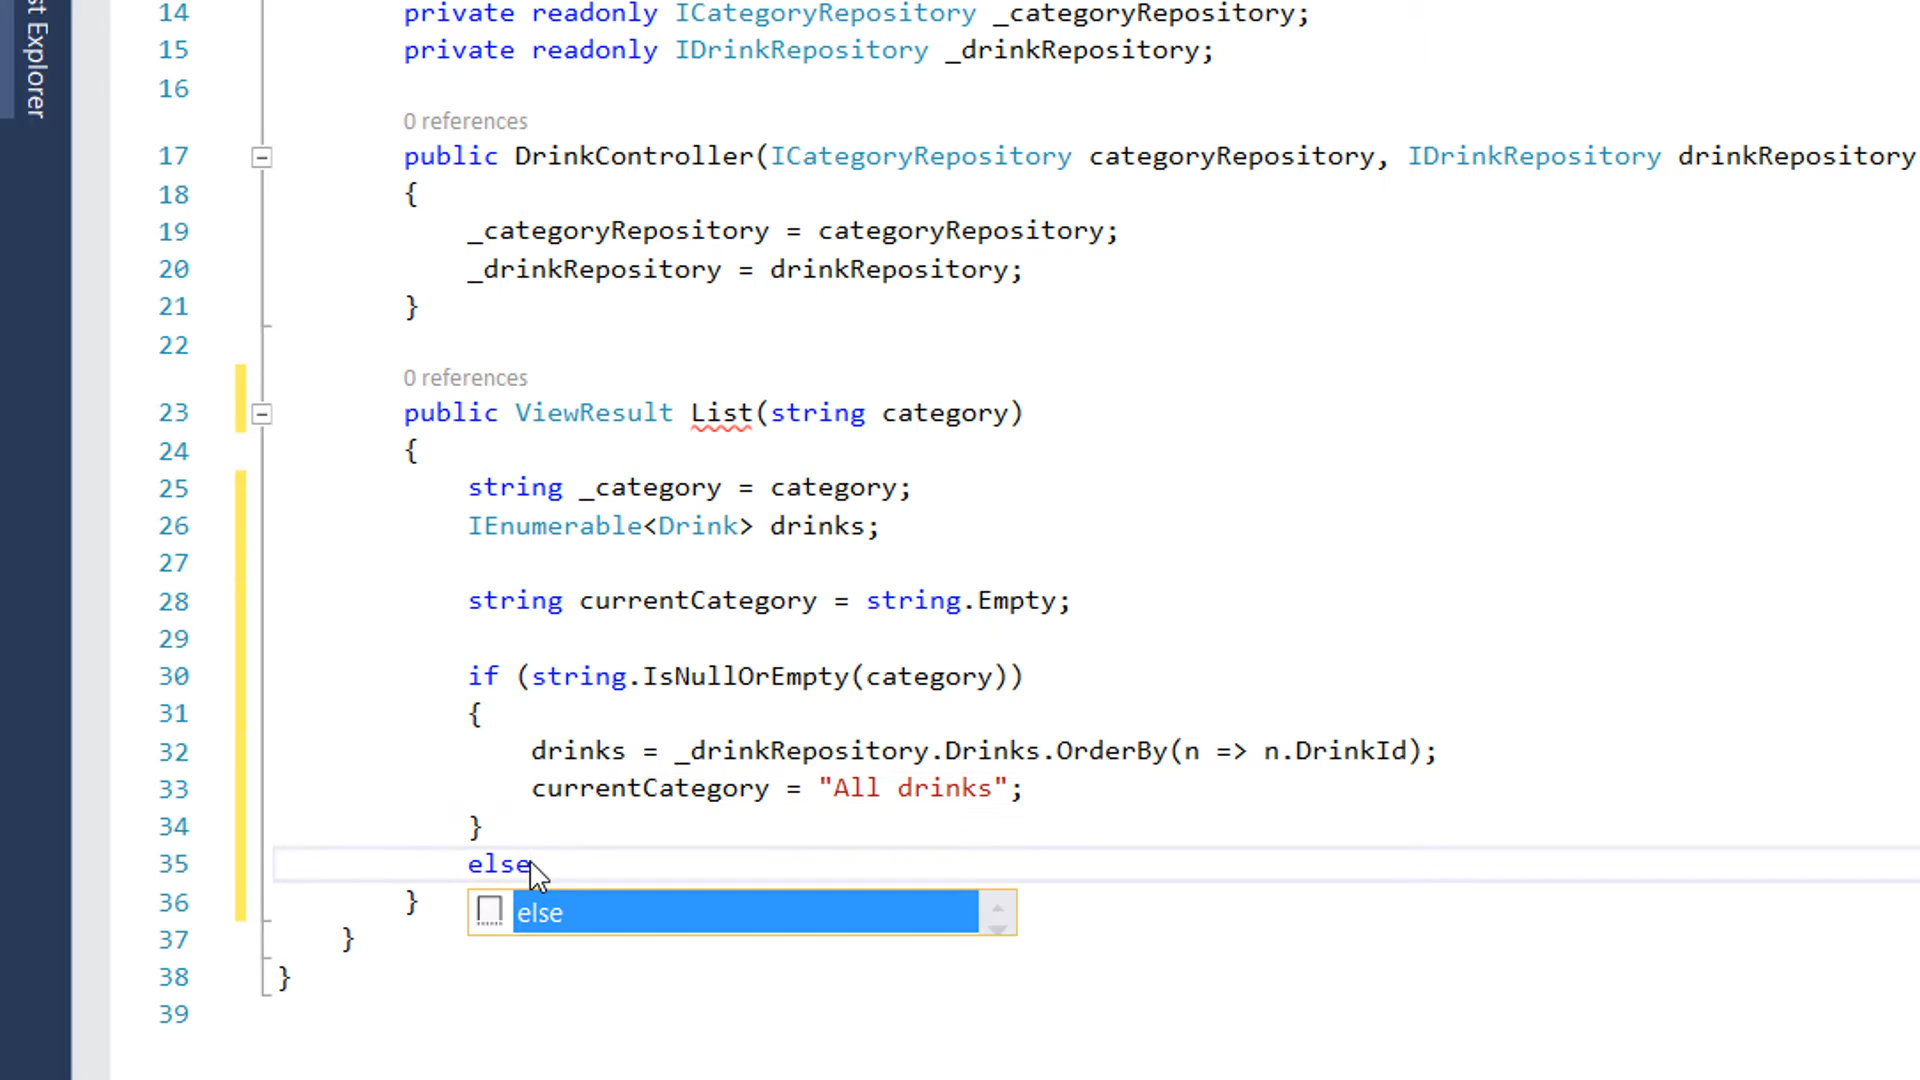 st Explorer
14 private readonly ICategoryRepository _categoryRepository;
15 private readonly IDrinkRepository _drinkRepository;
16
0 references
17 public DrinkController(ICategoryRepository categoryRepository, IDrinkRepository drinkRepository
18 {
19 _categoryRepository = categoryRepository;
20 _drinkRepository = drinkRepository;
21 }
22
0 references
23 public ViewResult List(string category)
24 {
25 string _category = category;
26 IEnumerable<Drink> drinks;
27
28 string currentCategory = string.Empty;
29
30 if (string.IsNullOrEmpty(category))
31 {
32 drinks = _drinkRepository.Drinks.OrderBy(n => n.DrinkId);
33 currentCategory = "All drinks";
34 }
35 else
36 }
else
37 }
38 }
39